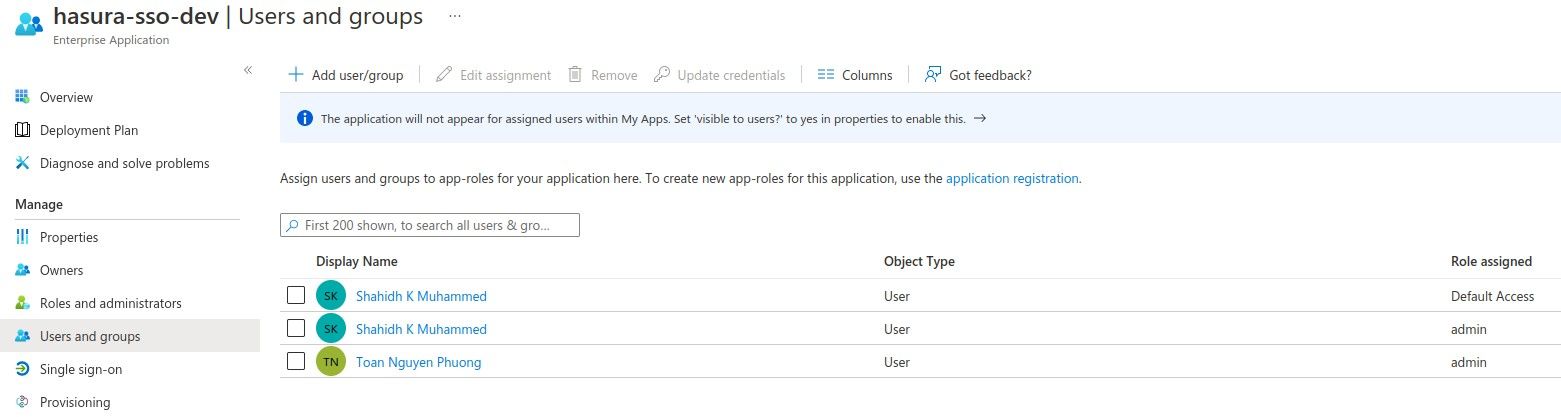 hasura-sso-dev | Users and groups ...
Enterprise Application
«
Overview
Deployment Plan
Diagnose and solve problems
Manage
Properties
Owners
Roles and administrators
Users and groups
Single sign-on
Provisioning
Add user/group Edit assignment Remove Update credentials Columns Got feedback?
The application will not appear for assigned users within My Apps. Set 'visible to users?' to yes in properties to enable this. →
Assign users and groups to app-roles for your application here. To create new app-roles for this application, use the application registration.
First 200 shown, to search all users & gro...
Display Name Object Type Role assigned
SK Shahidh K Muhammed User Default Access
SK Shahidh K Muhammed User admin
TN Toan Nguyen Phuong User admin